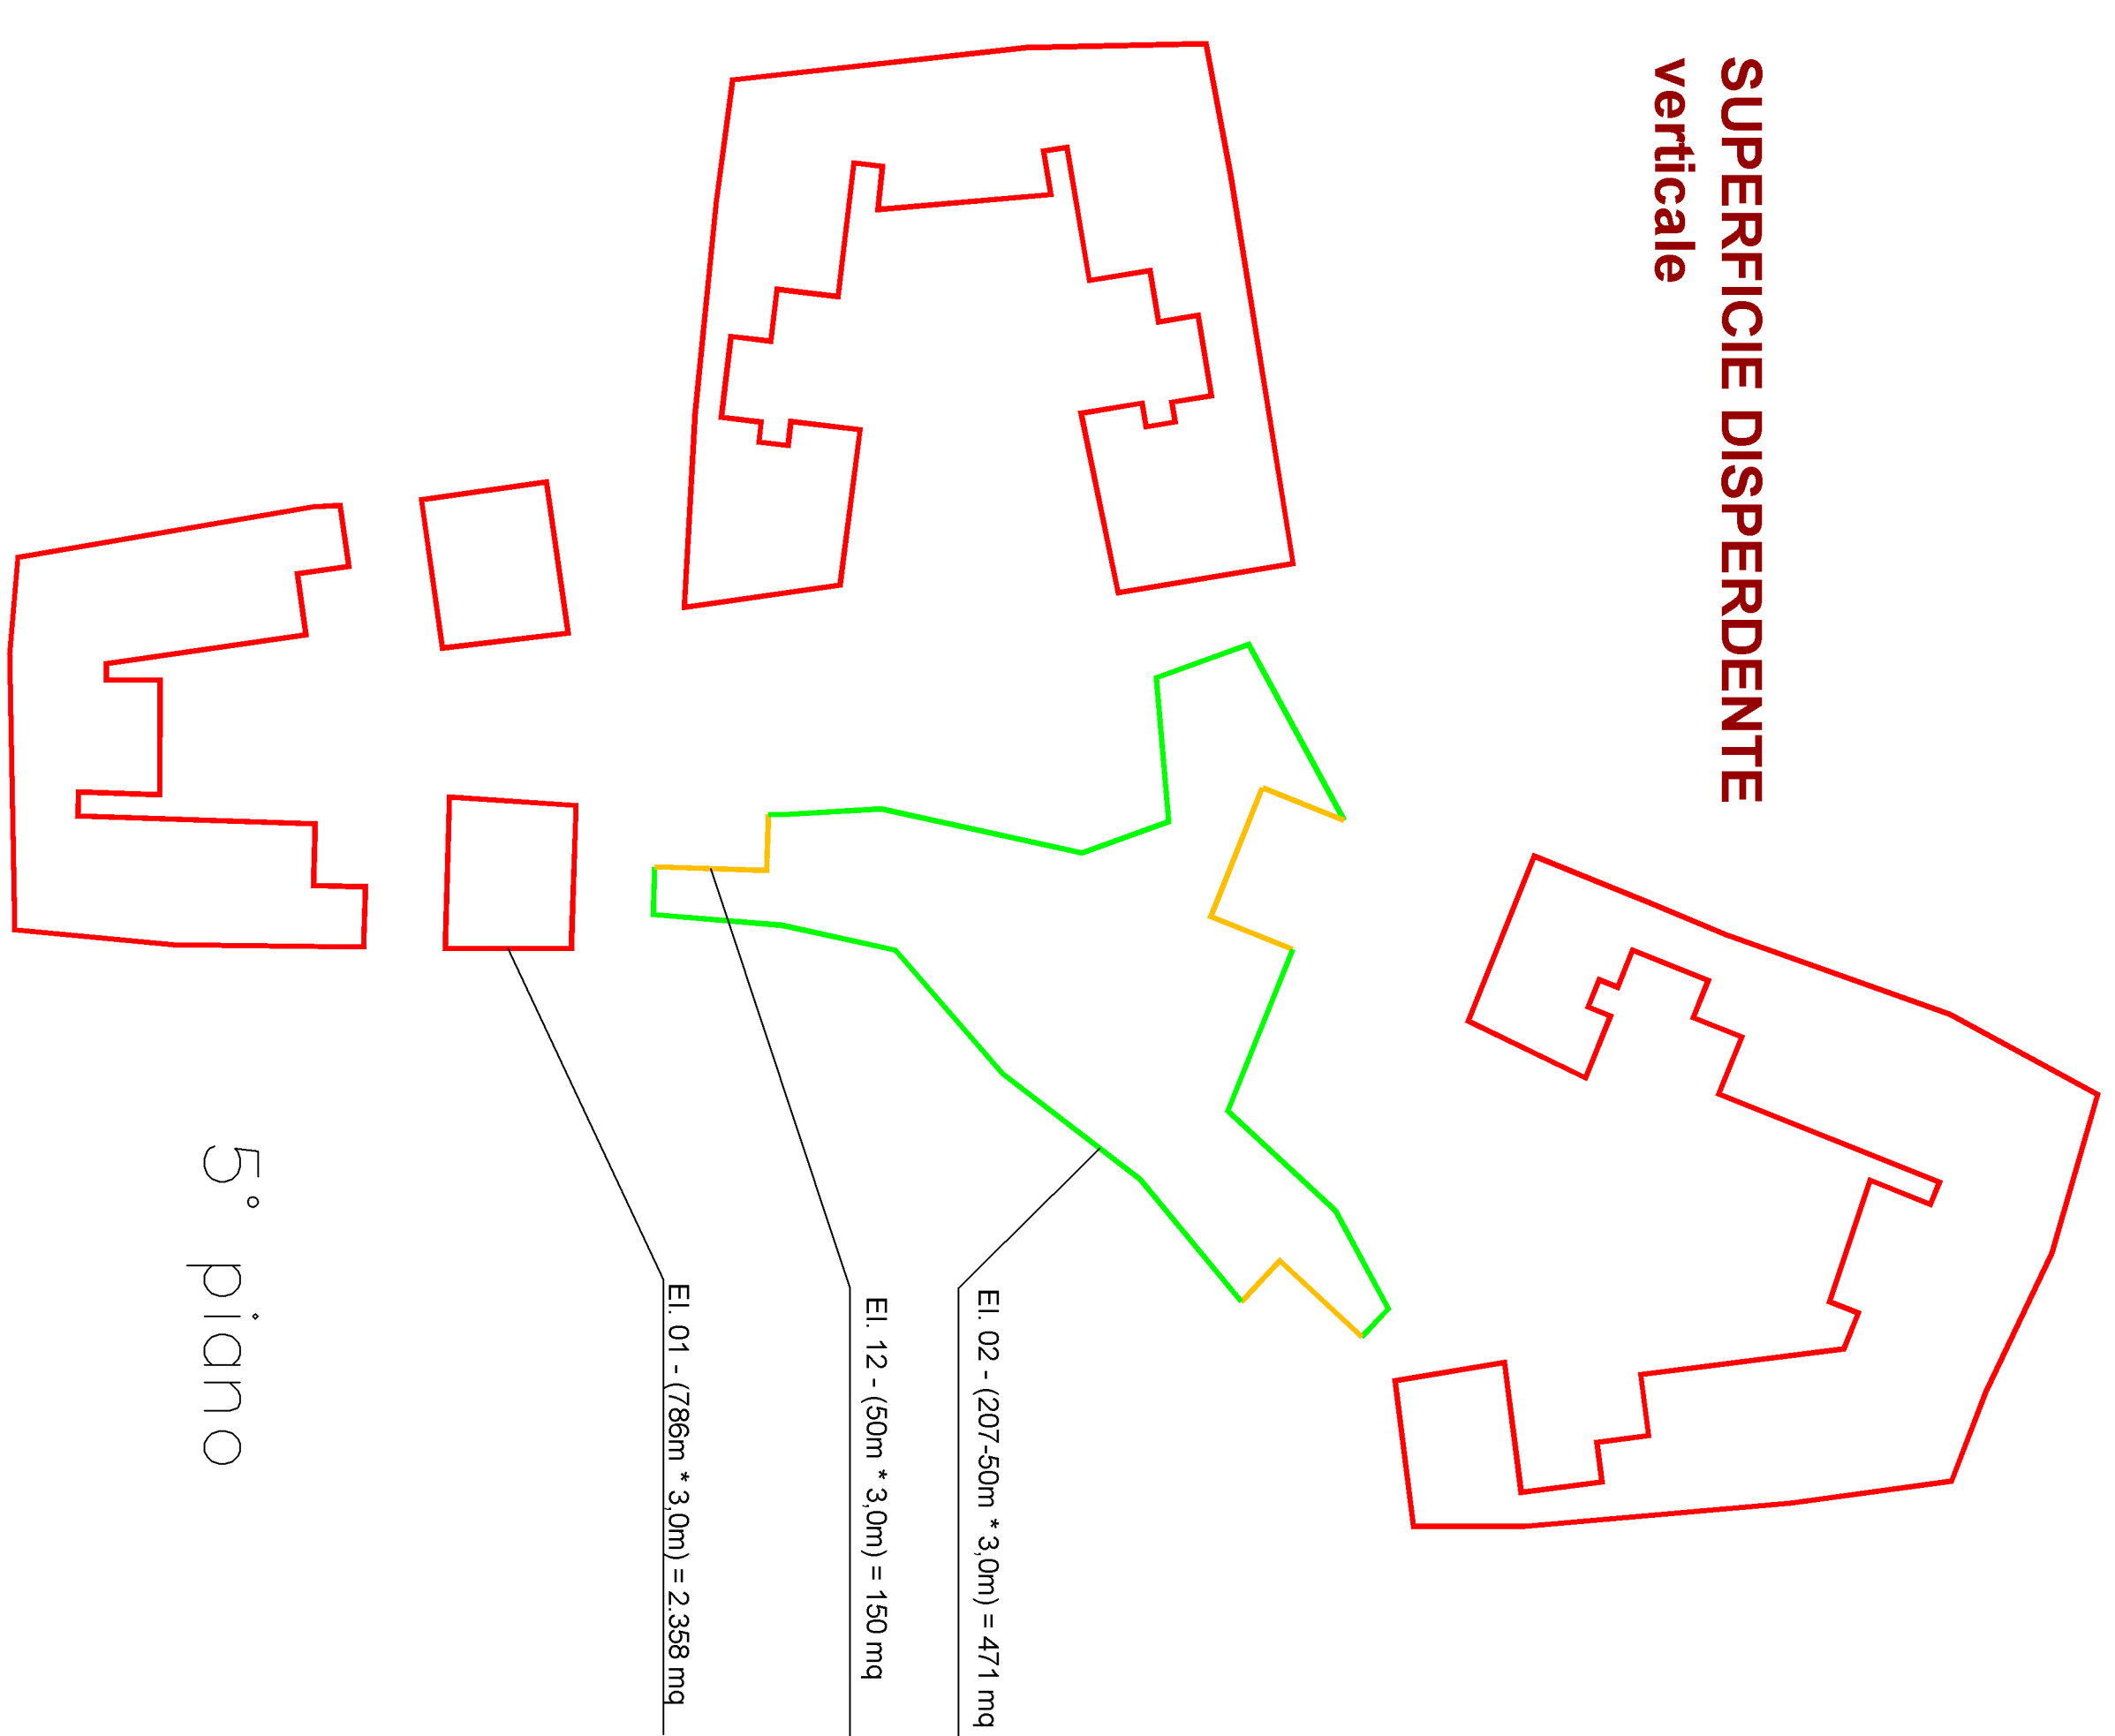 SUPERFICIE DISPERDENTE
verticale
El. 02 - (207-50m * 3,0m) = 471 mq
El. 12 - (50m * 3,0m) = 150 mq
El. 01 - (786m * 3,0m) = 2.358 mq
5° piano